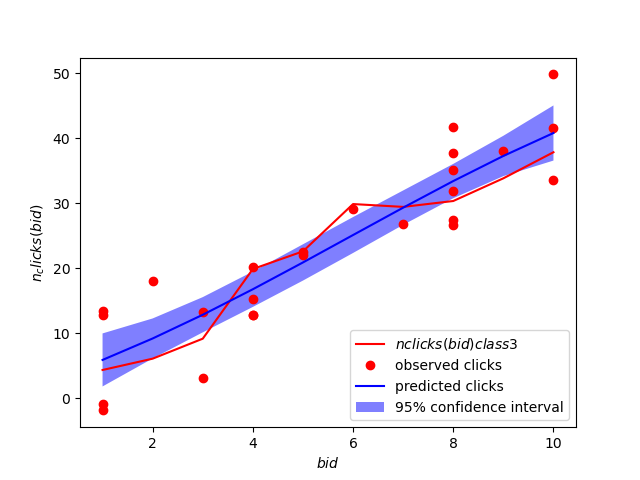 50
40
30
20
10
0
n_clicks(bid)
2
4
6
8
10
bid
nclicks(bid)class3
observed clicks
predicted clicks
95% confidence interval